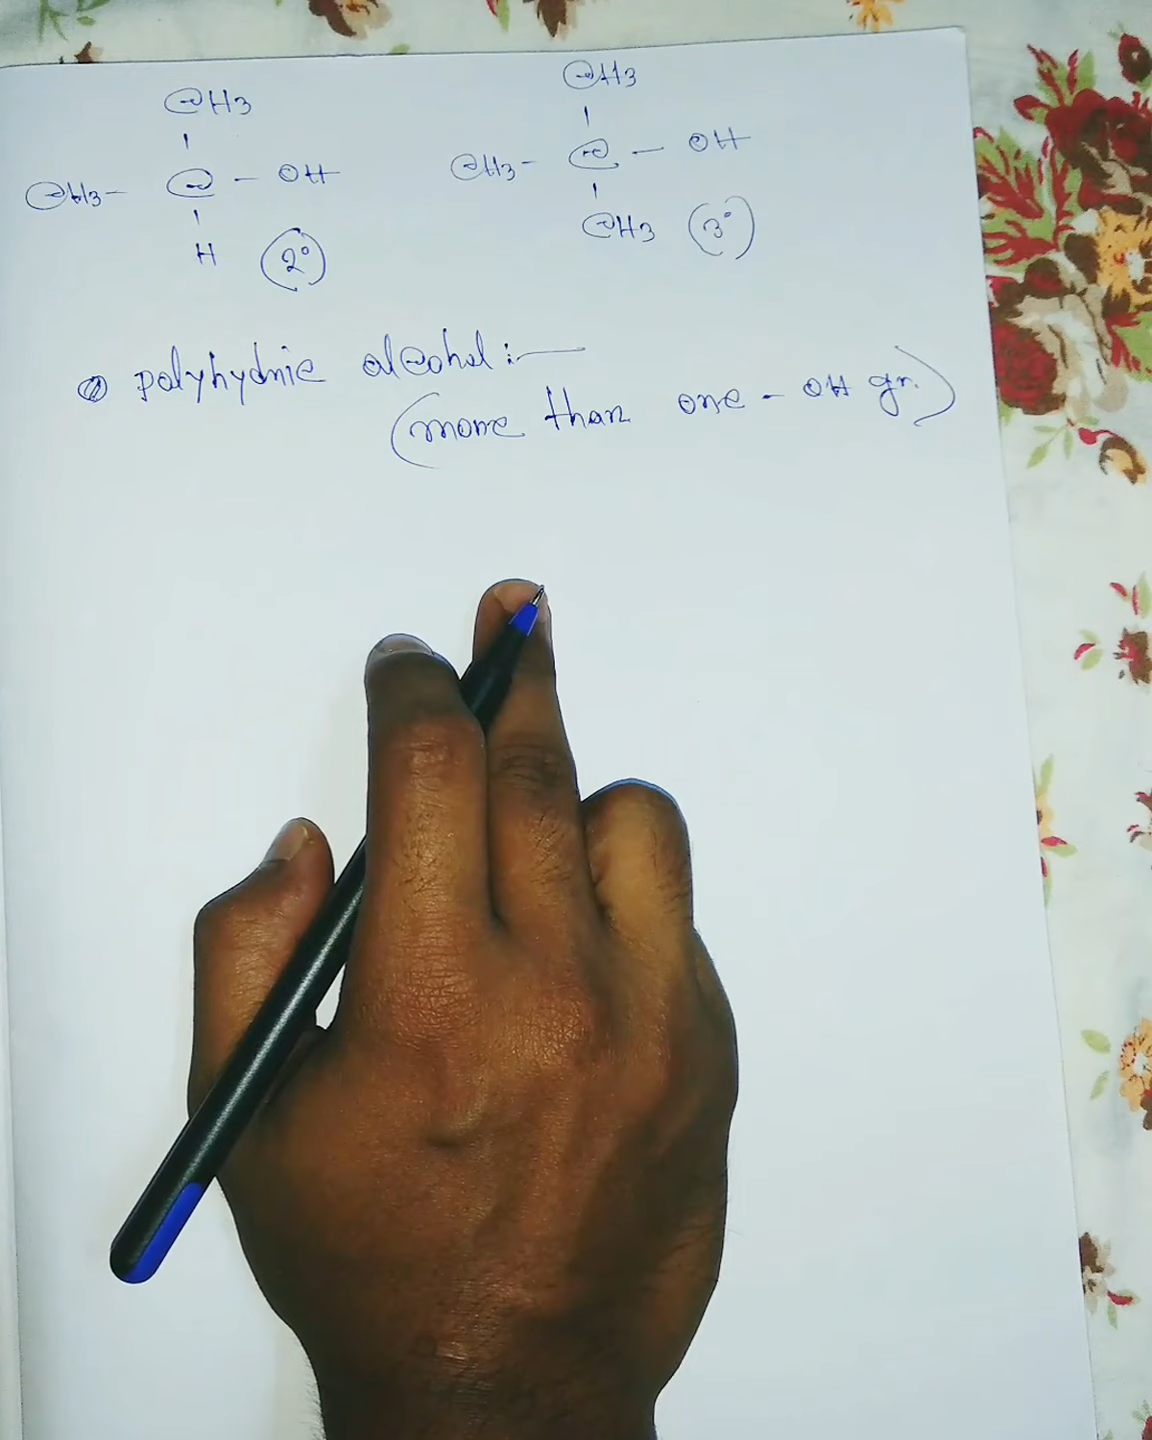 CH3 CH3
CH3 - C - OH CH3 - C - OH
H (2°) CH3 (3°)
polyhydric alcohol :-
(more than one - OH gr.)